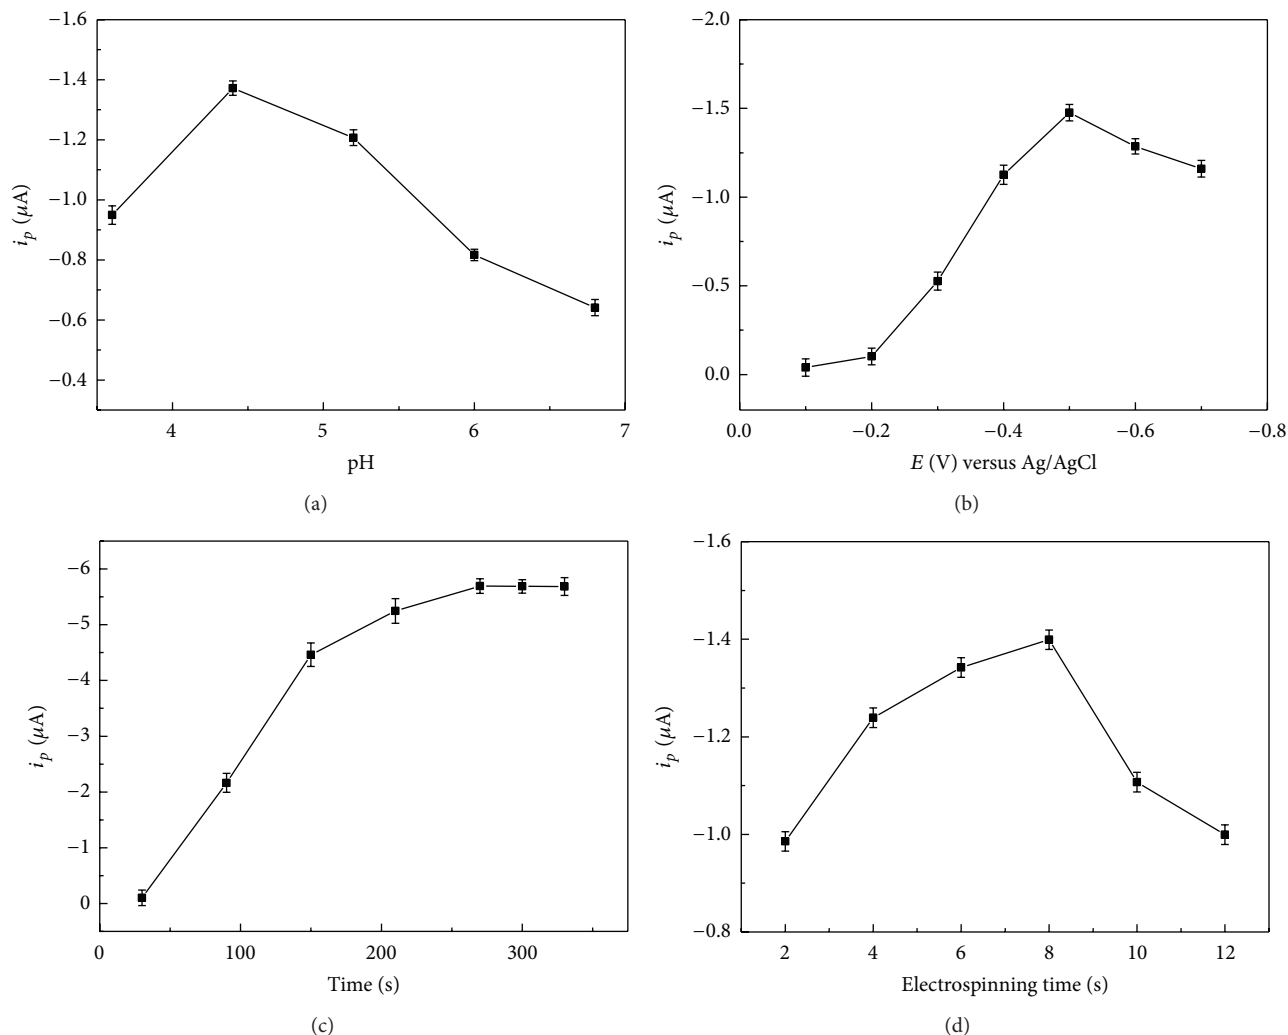 −1.6
−1.4
−1.2
−1.0
−0.8
−0.6
−0.4
i_p (μA)
4 5 6 7
pH
(a)
−2.0
−1.5
−1.0
−0.5
0.0
i_p (μA)
0.0 −0.2 −0.4 −0.6 −0.8
E (V) versus Ag/AgCl
(b)
−6
−5
−4
−3
−2
−1
0
i_p (μA)
0 100 200 300
Time (s)
(c)
−1.6
−1.4
−1.2
−1.0
−0.8
i_p (μA)
2 4 6 8 10 12
Electrospinning time (s)
(d)